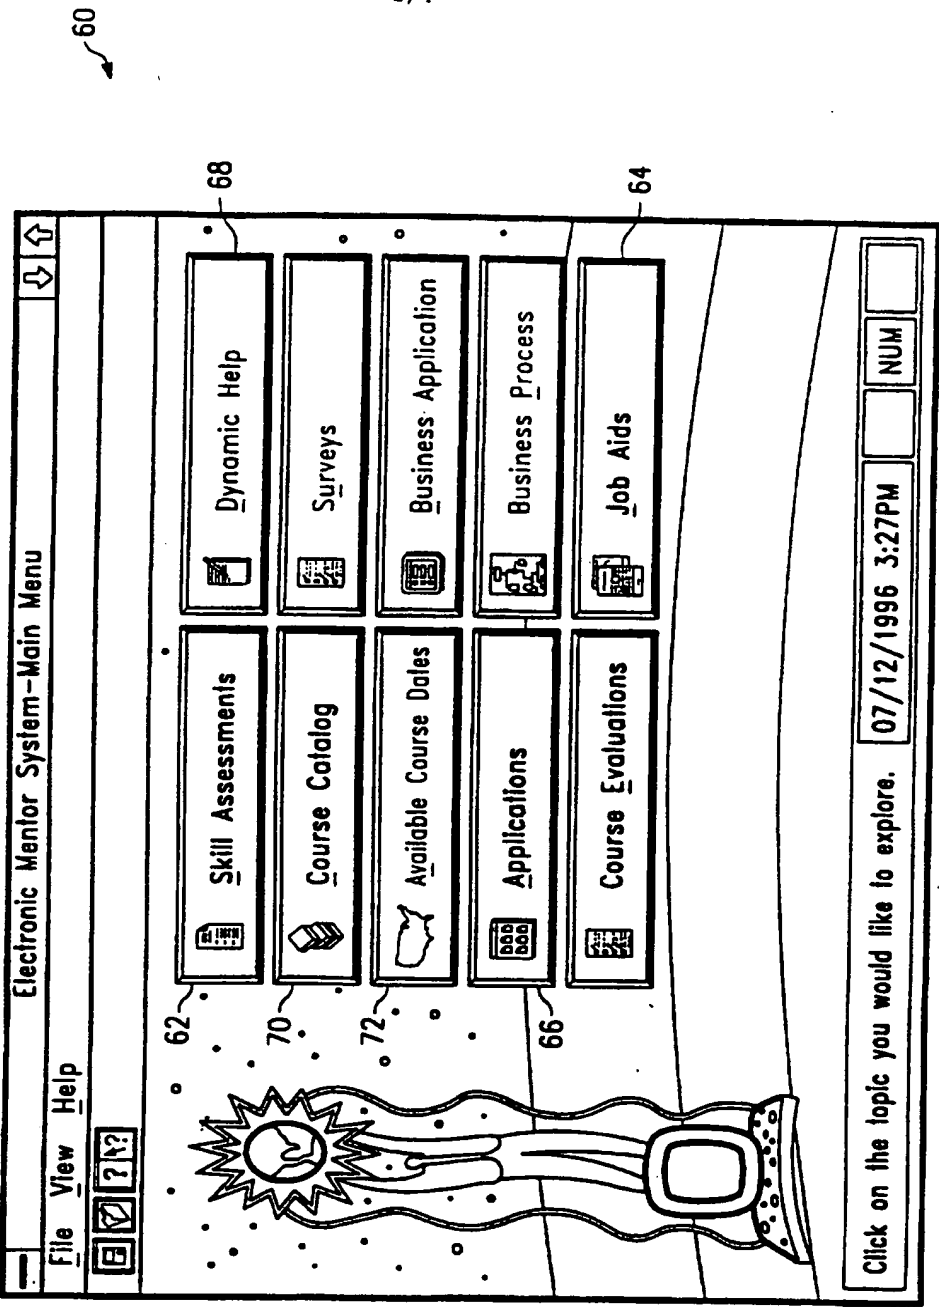 60
Electronic Mentor System-Main Menu
File View Help
? ?
62
Skill Assessments
Dynamic Help
68
70
Course Catalog
Surveys
72
Available Course Dates
Business Application
66
Applications
Business Process
Course Evaluations
Job Aids
64
Click on the topic you would like to explore.
07/12/1996 3:27PM
NUM